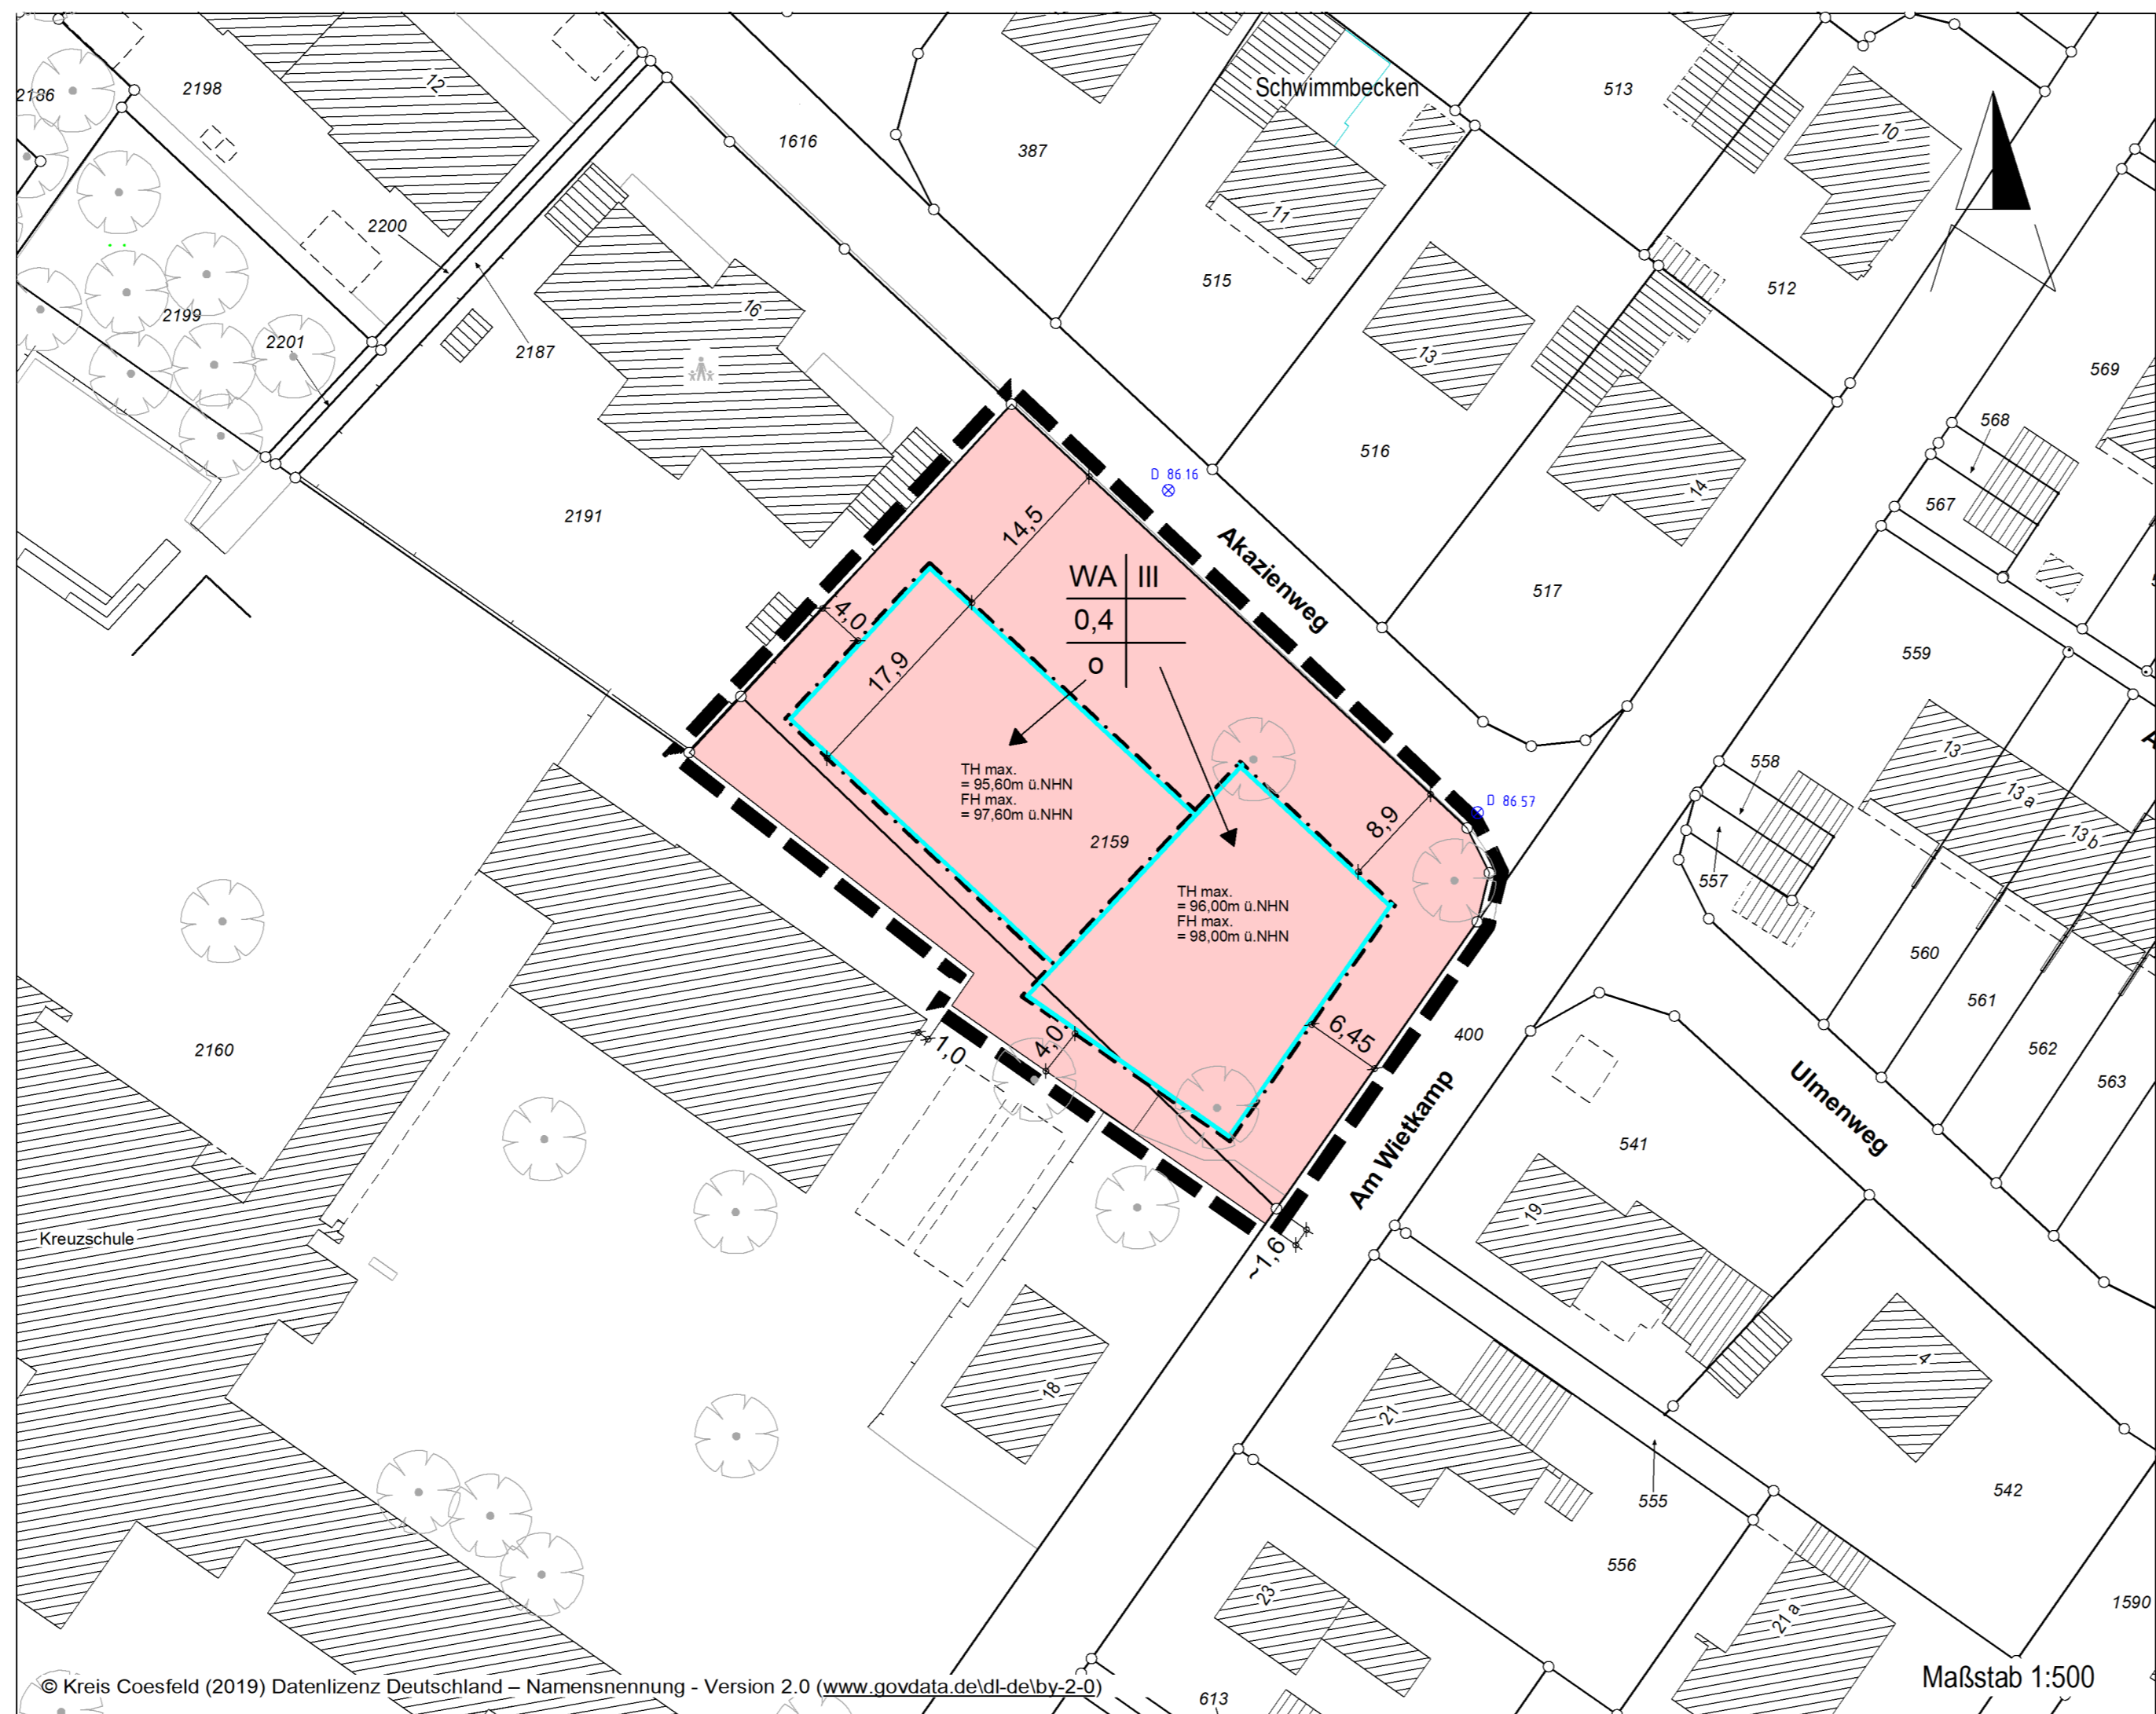 2186
2198
12
1616
387
Schwimmbecken
513
10
11
2200
515
512
2199
2201
2187
16
13
569
568
2191
516
D 8616
14
567
14,5
Akazienweg
WA III
517
4,0
0,4
17,9
o
559
TH max.
= 95,60m ü.NHN
FH max.
= 97,60m ü.NHN
13
558
13 a
D 8657
8,9
13 b
2159
557
TH max.
= 96,00m ü.NHN
FH max.
= 98,00m ü.NHN
560
561
2160
1,0
4,0
6,45
400
562
563
Am Wietkamp
Ulmenweg
541
19
Kreuzschule
~1,6
4
18
21
555
542
556
23
21 a
1590
© Kreis Coesfeld (2019) Datenlizenz Deutschland – Namensnennung - Version 2.0 (www.govdata.de\dl-de\by-2-0)
Maßstab 1:500
613